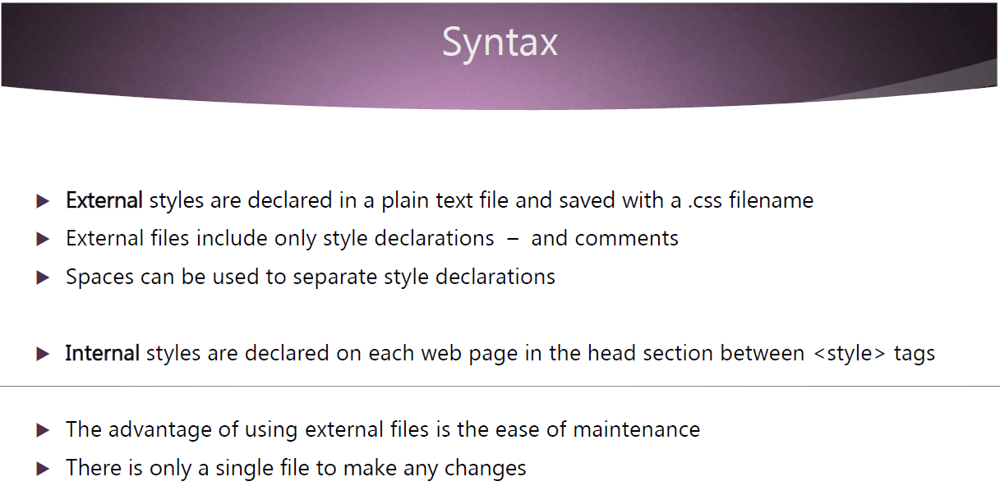 Syntax
External styles are declared in a plain text file and saved with a .css filename
External files include only style declarations – and comments
Spaces can be used to separate style declarations
Internal styles are declared on each web page in the head section between <style> tags
The advantage of using external files is the ease of maintenance
There is only a single file to make any changes